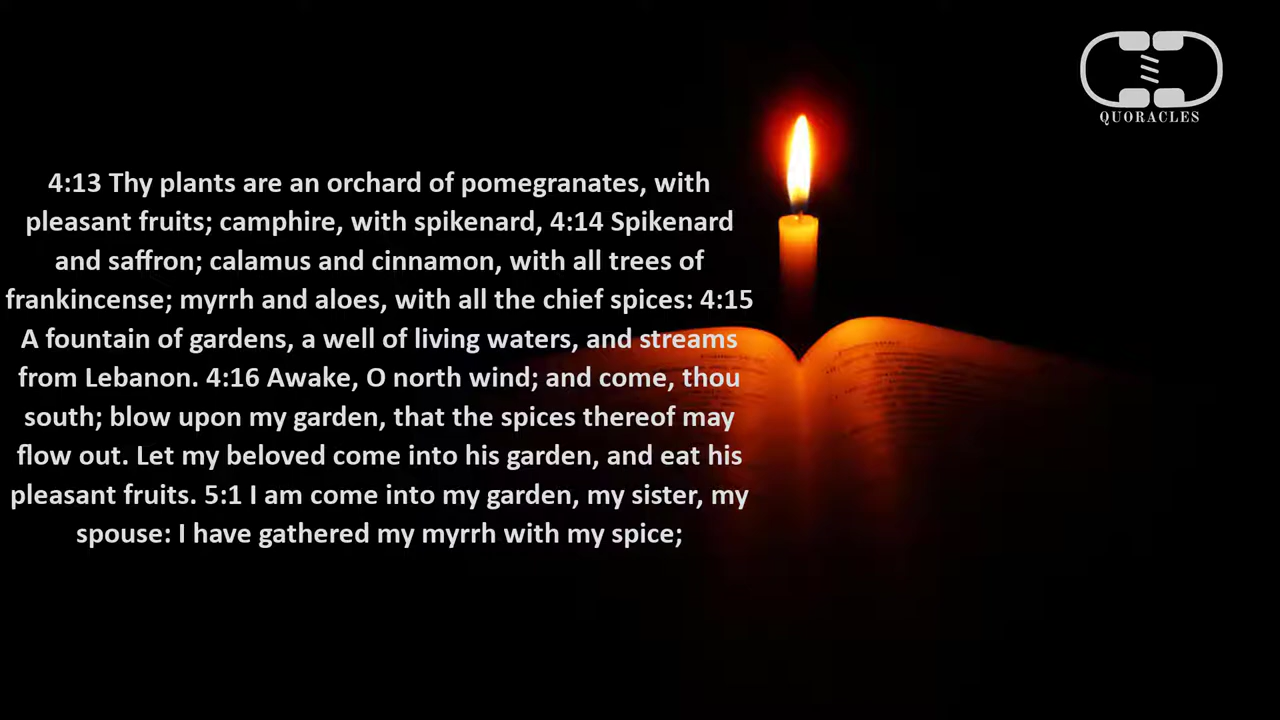 QUORACLES
4:13 Thy plants are an orchard of pomegranates, with
pleasant fruits; camphire, with spikenard, 4:14 Spikenard
and saffron; calamus and cinnamon, with all trees of
frankincense; myrrh and aloes, with all the chief spices: 4:15
A fountain of gardens, a well of living waters, and streams
from Lebanon. 4:16 Awake, O north wind; and come, thou
south; blow upon my garden, that the spices thereof may
flow out. Let my beloved come into his garden, and eat his
pleasant fruits. 5:1 I am come into my garden, my sister, my
spouse: I have gathered my myrrh with my spice;